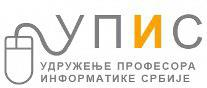 УПИС
УДРУЖЕЊЕ ПРОФЕСОРА
ИНФОРМАТИКЕ СРБИЈЕ